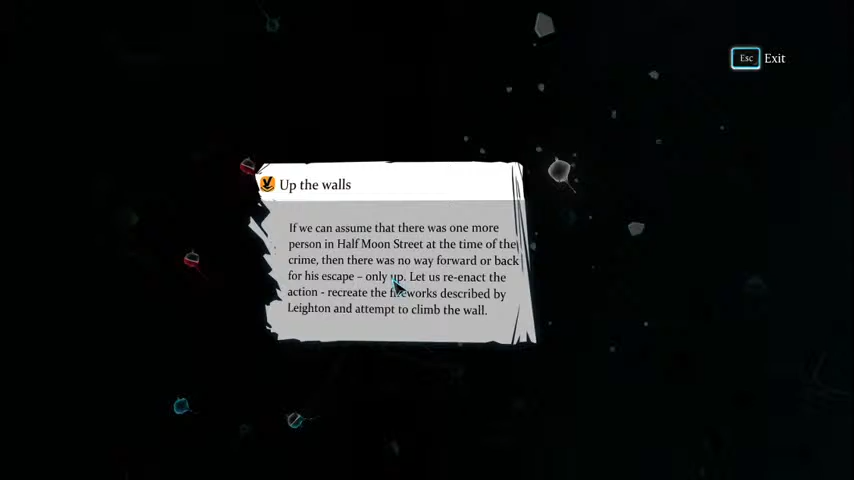 Esc Exit
Up the walls
If we can assume that there was one more
person in Half Moon Street at the time of the
crime, then there was no way forward or back
for his escape – only up. Let us re-enact the
action - recreate the fireworks described by
Leighton and attempt to climb the wall.